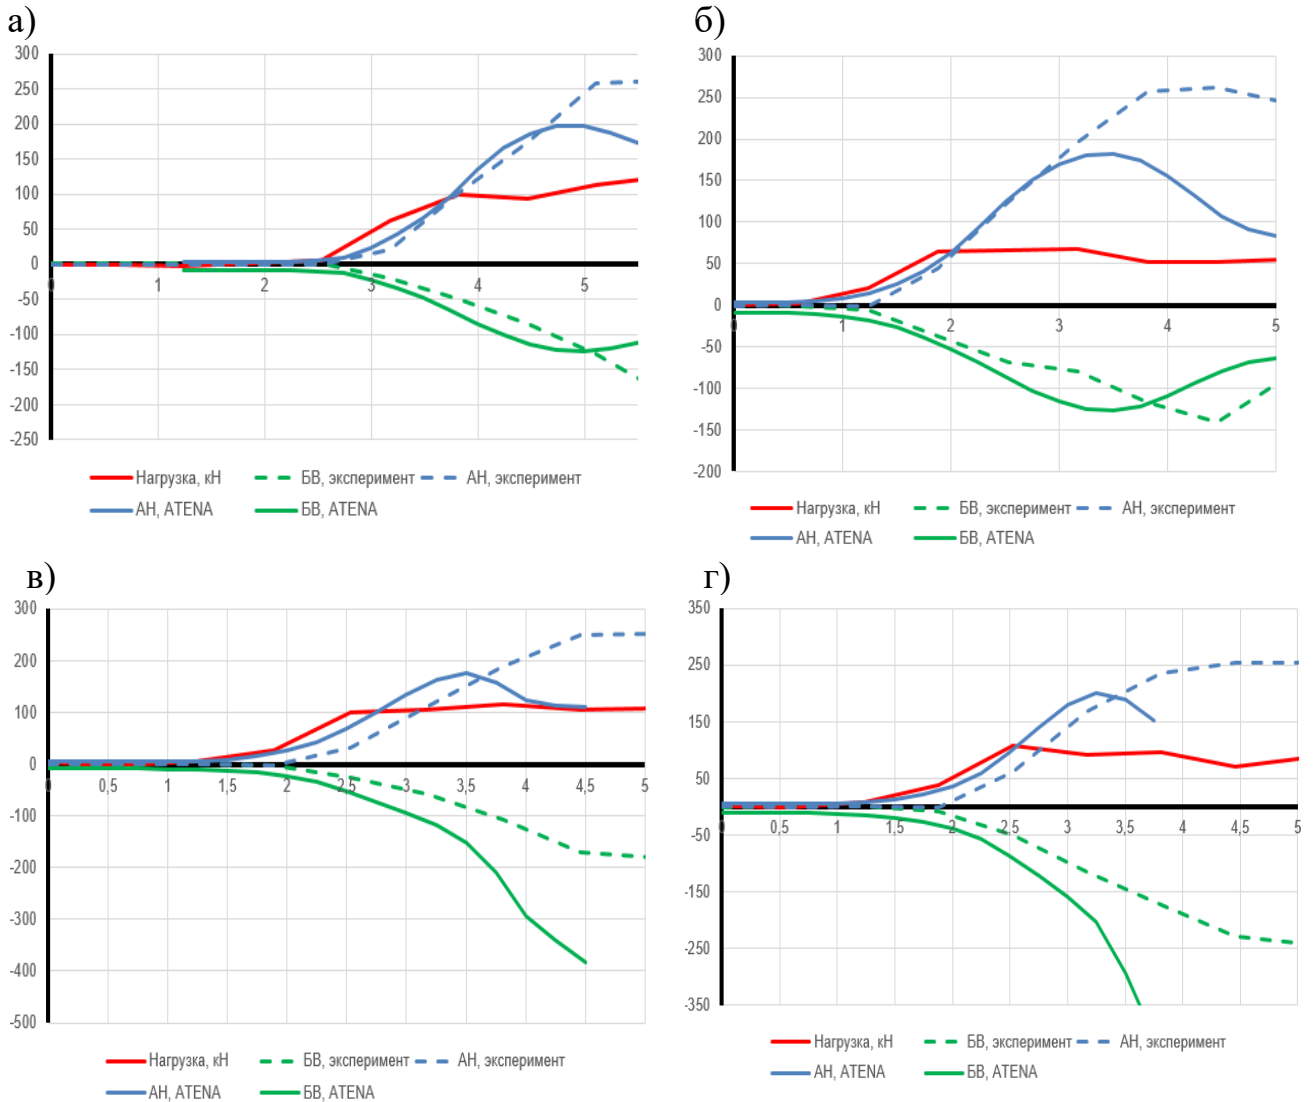 а)
300
250
200
150
100
50
0
-50
-100
-150
-200
-250
0 1 2 3 4 5
Нагрузка, кН БВ, эксперимент АН, эксперимент
АН, ATENA БВ, ATENA
б)
300
250
200
150
100
50
0
-50
-100
-150
-200
0 1 2 3 4 5
Нагрузка, кН БВ, эксперимент АН, эксперимент
АН, ATENA БВ, ATENA
в)
300
200
100
0
-100
-200
-300
-400
-500
0 0,5 1 1,5 2 2,5 3 3,5 4 4,5 5
Нагрузка, кН БВ, эксперимент АН, эксперимент
АН, ATENA БВ, ATENA
г)
350
250
150
50
-50
-150
-250
-350
0 0,5 1 1,5 2 2,5 3 3,5 4 4,5 5
Нагрузка, кН БВ, эксперимент АН, эксперимент
АН, ATENA БВ, ATENA